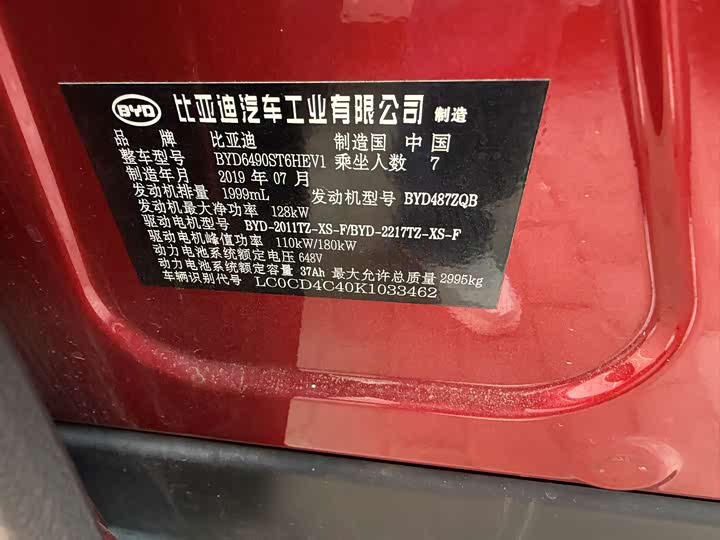 BYD 比亚迪汽车工业有限公司 制造
品牌 比亚迪 制造国 中国
整车型号 BYD6490ST6HEV1 乘坐人数 7
制造年月 2019 年 07 月
发动机排量 1999mL 发动机型号 BYD487ZQB
发动机最大净功率 128kW
驱动电机型号 BYD-2011TZ-XS-F/BYD-2217TZ-XS-F
驱动电机峰值功率 110kW/180kW
动力电池系统额定电压 648V
动力电池系统额定容量 37Ah 最大允许总质量 2995kg
车辆识别代号 LC0CD4C40K1033462